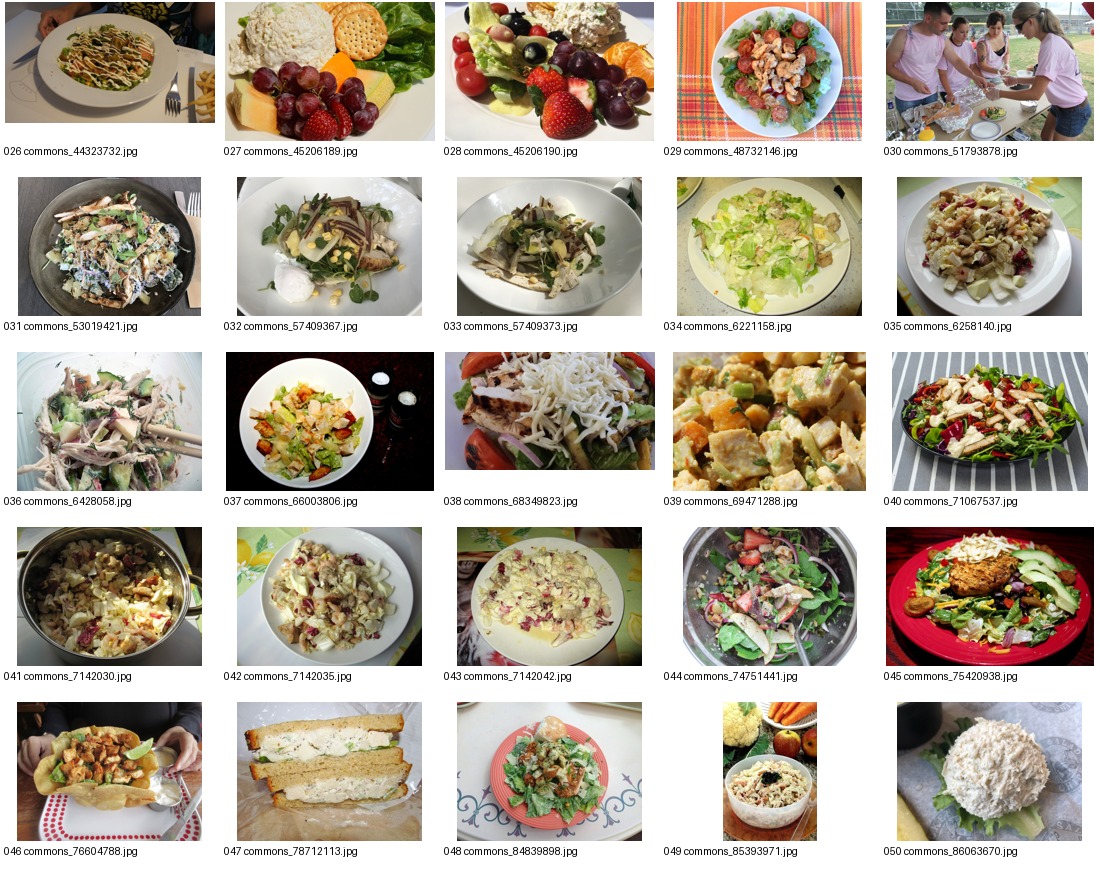 026 commons_44323732.jpg
027 commons_45206189.jpg
028 commons_45206190.jpg
029 commons_48732146.jpg
030 commons_51793878.jpg
031 commons_53019421.jpg
032 commons_57409367.jpg
033 commons_57409373.jpg
034 commons_6221158.jpg
035 commons_6258140.jpg
036 commons_6428058.jpg
037 commons_66003806.jpg
038 commons_68349823.jpg
039 commons_69471288.jpg
040 commons_71067537.jpg
041 commons_7142030.jpg
042 commons_7142035.jpg
043 commons_7142042.jpg
044 commons_74751441.jpg
045 commons_75420938.jpg
046 commons_76604788.jpg
047 commons_78712113.jpg
048 commons_84839898.jpg
049 commons_85393971.jpg
050 commons_86063670.jpg